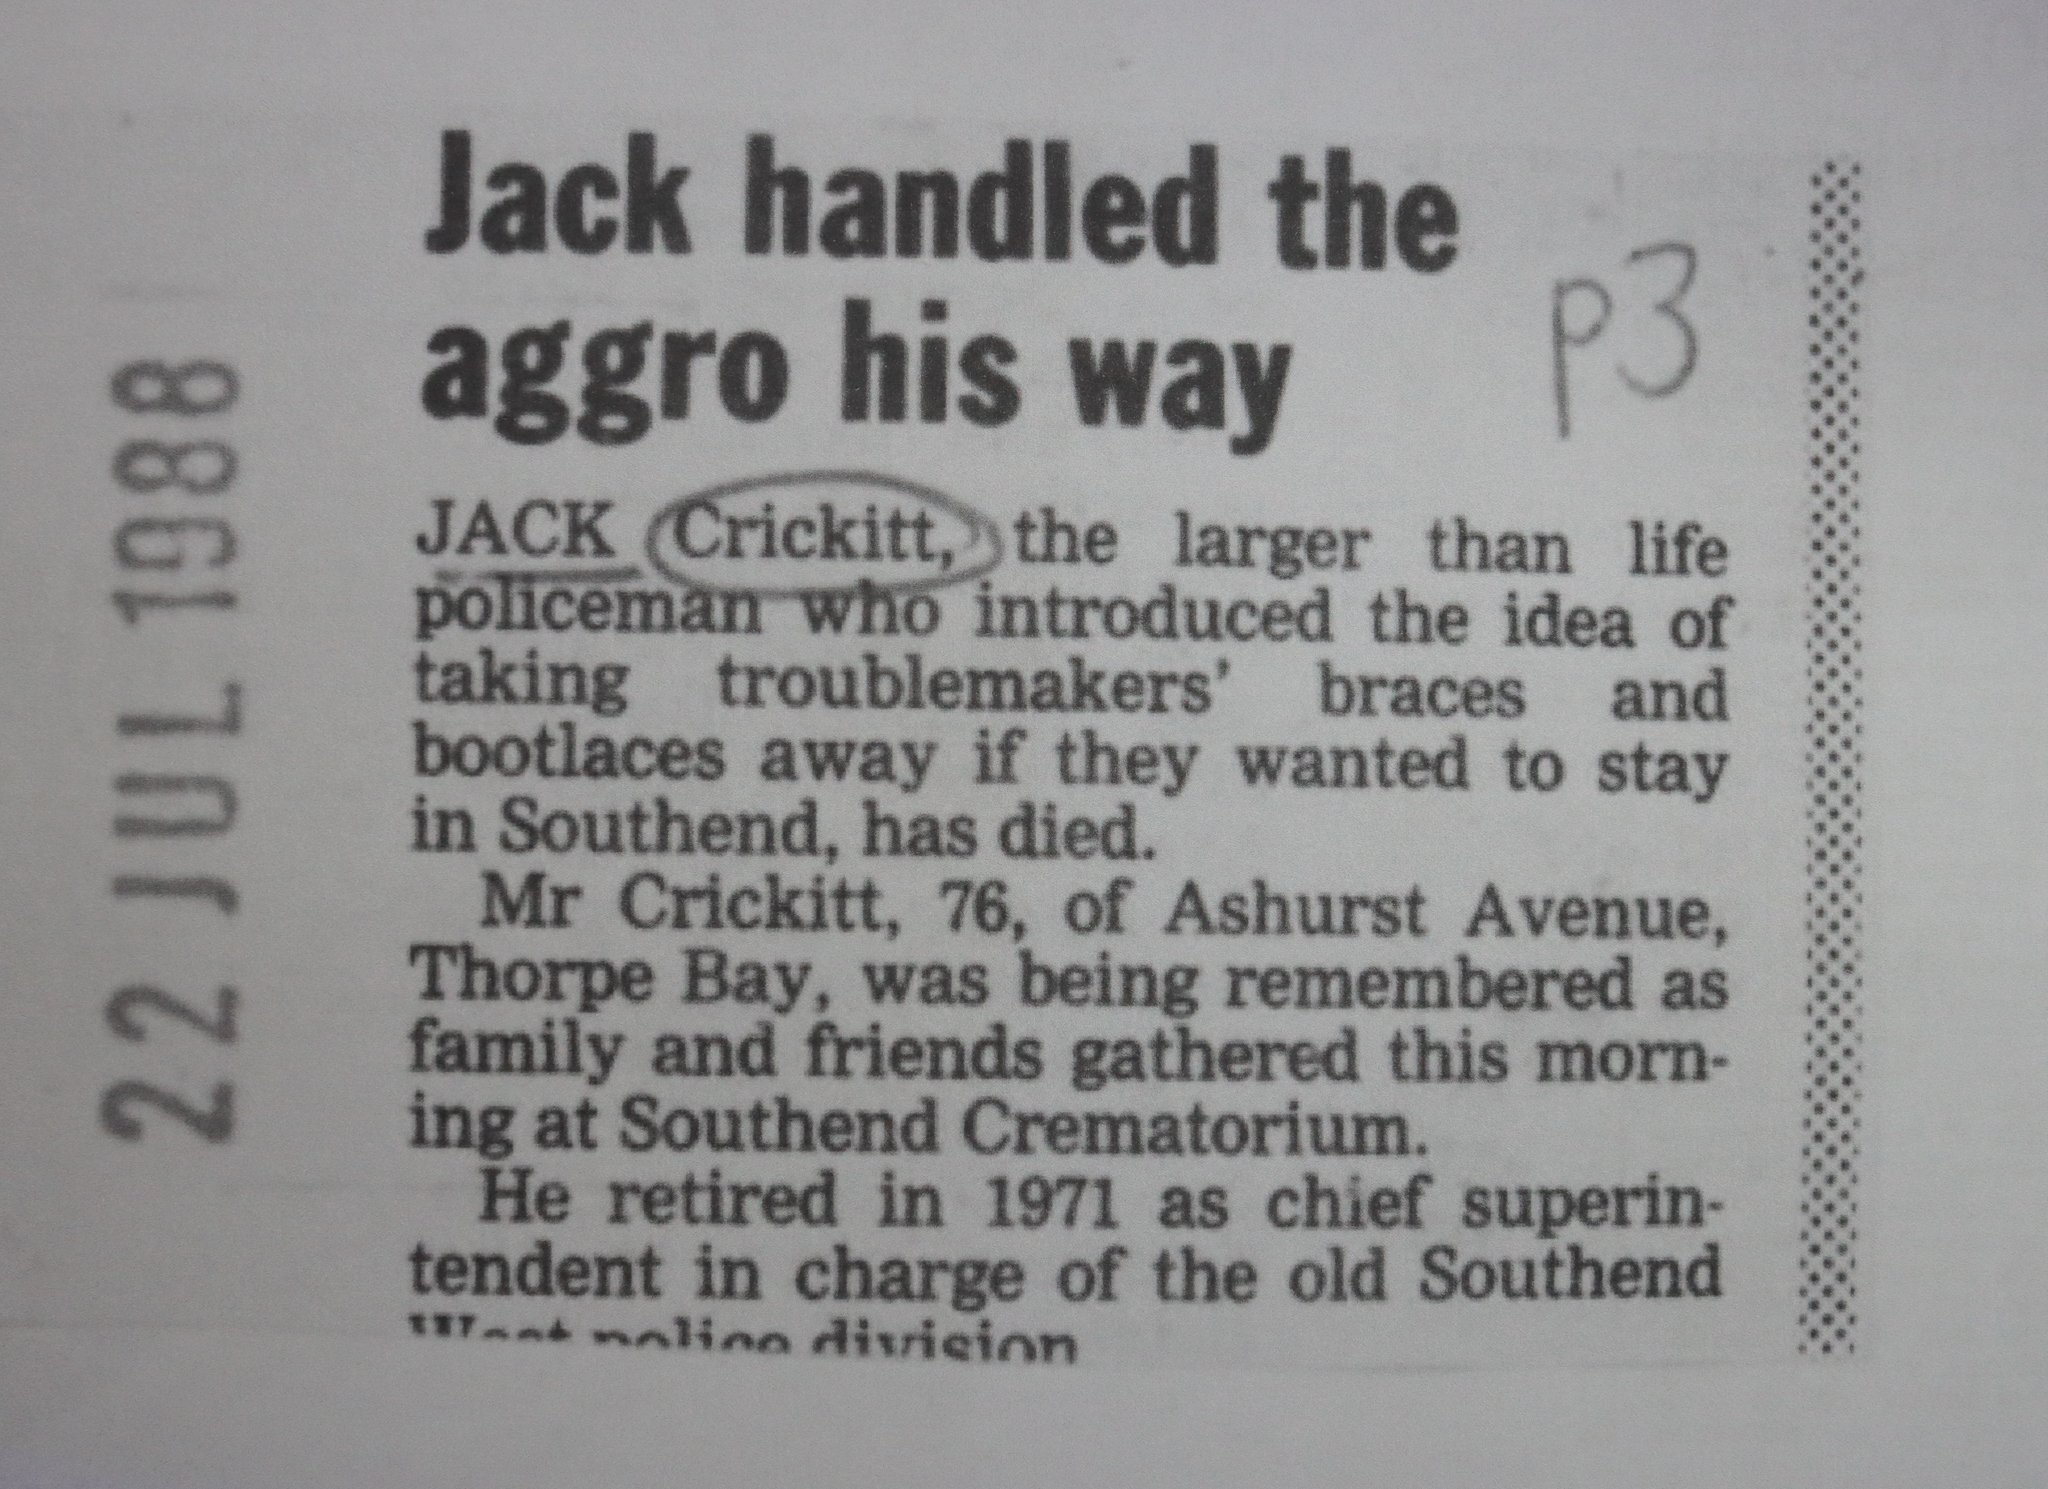 Jack handled the
aggro his way
p3
JACK Crickitt, the larger than life
policeman who introduced the idea of
taking troublemakers' braces and
bootlaces away if they wanted to stay
in Southend, has died.
Mr Crickitt, 76, of Ashurst Avenue,
Thorpe Bay, was being remembered as
family and friends gathered this morn-
ing at Southend Crematorium.
He retired in 1971 as chief superin-
tendent in charge of the old Southend
West police division
22 JUL 1988